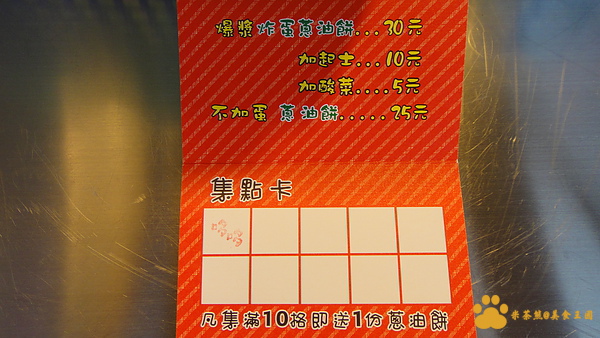 爆漿炸蛋蔥油餅...30元
加起士...10元
加酸菜....5元
不加蛋 蔥油餅.....25元
集點卡
凡集滿10格即送1份蔥油餅
米茶熊@美食王國